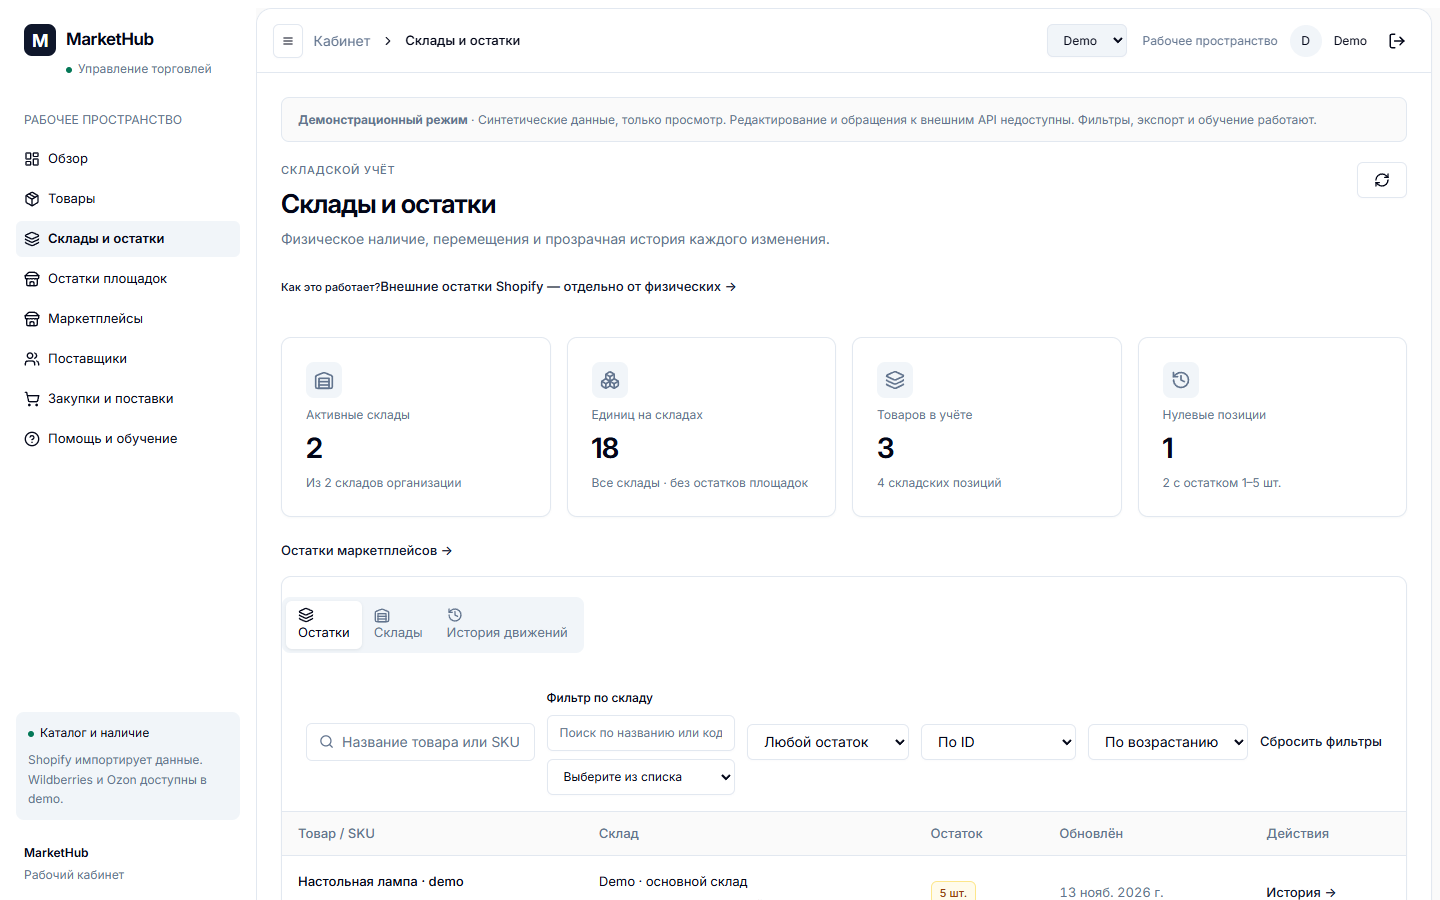 M MarketHub
Управление торговлей
РАБОЧЕЕ ПРОСТРАНСТВО
Обзор
Товары
Склады и остатки
Остатки площадок
Маркетплейсы
Поставщики
Закупки и поставки
Помощь и обучение
Каталог и наличие
Shopify импортирует данные.
Wildberries и Ozon доступны в
demo.
MarketHub
Рабочий кабинет
Кабинет > Склады и остатки
Demo
Рабочее пространство
D
Demo
Демонстрационный режим · Синтетические данные, только просмотр. Редактирование и обращения к внешним API недоступны. Фильтры, экспорт и обучение работают.
СКЛАДСКОЙ УЧЁТ
Склады и остатки
Физическое наличие, перемещения и прозрачная история каждого изменения.
Как это работает?Внешние остатки Shopify — отдельно от физических →
Активные склады
2
Из 2 складов организации
Единиц на складах
18
Все склады · без остатков площадок
Товаров в учёте
3
4 складских позиций
Нулевые позиции
1
2 с остатком 1–5 шт.
Остатки маркетплейсов →
Остатки
Склады
История движений
Название товара или SKU
Фильтр по складу
Поиск по названию или код
Выберите из списка
Любой остаток
По ID
По возрастанию
Сбросить фильтры
Товар / SKU
Склад
Остаток
Обновлён
Действия
Настольная лампа · demo
Demo · основной склад
5 шт.
13 нояб. 2026 г.
История →